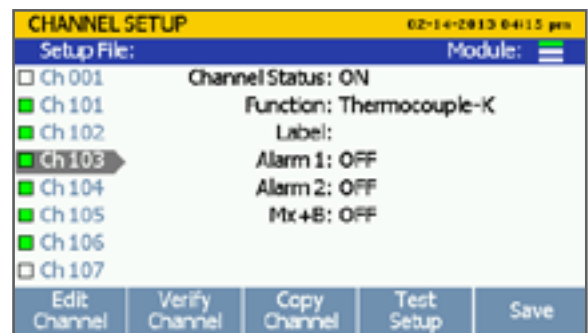 CHANNEL SETUP 02-14-2013 04:15 pm
Setup File: Module:
Ch 001 Channel Status: ON
Ch 101 Function: Thermocouple-K
Ch 102 Label:
Ch 103 Alarm 1: OFF
Ch 104 Alarm 2: OFF
Ch 105 Mx+B: OFF
Ch 106
Ch 107
Edit Channel Verify Channel Copy Channel Test Setup Save